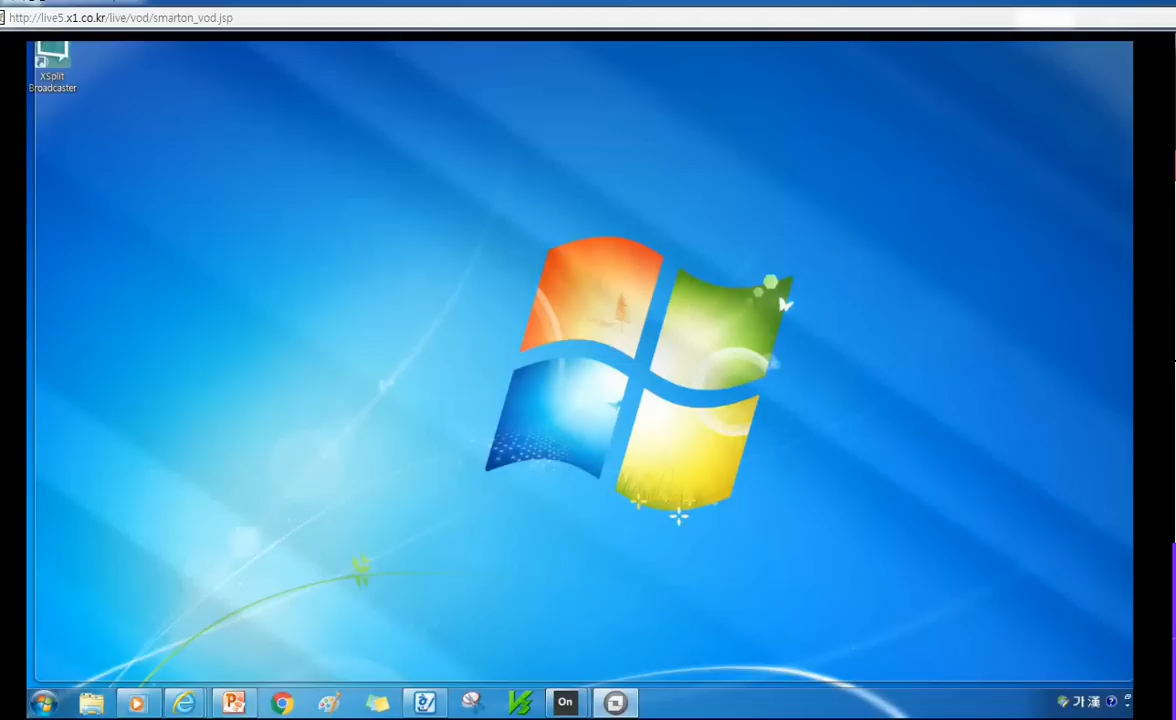 http://live5.x1.co.kr/live/vod/smarton_vod.jsp
XSplit
Broadcaster
On
가 漢